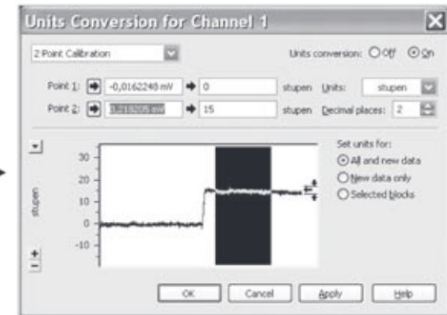 Units Conversion for Channel 1
2 Point Calibration
Units conversion: Off On
Point 1: -0,0162248 mV 0 stupen Units: stupen
Point 2: 15 stupen Decimal places: 2
Set units for:
All and new data
New data only
Selected blocks
30
20
10
0
-10
stupen
+
-
OK Cancel Apply Help